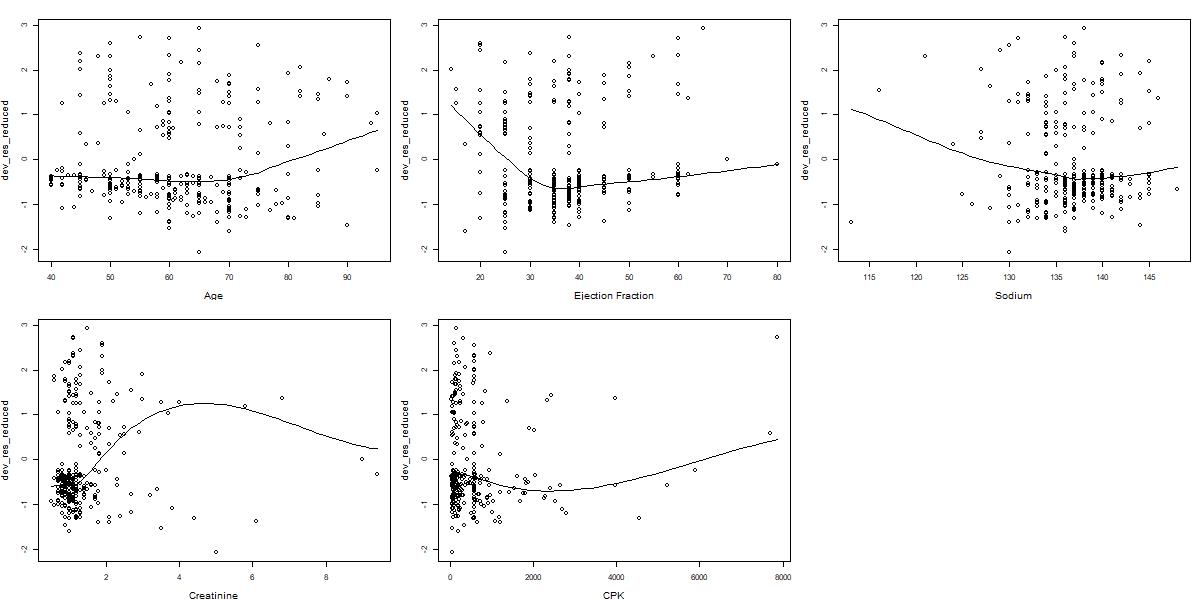 3
2
1
0
-1
-2
dev_res_reduced
40 50 60 70 80 90
Age
3
2
1
0
-1
-2
dev_res_reduced
20 30 40 50 60 70 80
Ejection Fraction
3
2
1
0
-1
-2
dev_res_reduced
115 120 125 130 135 140 145
Sodium
3
2
1
0
-1
-2
dev_res_reduced
2 4 6 8
Creatinine
3
2
1
0
-1
-2
dev_res_reduced
0 2000 4000 6000 8000
CPK